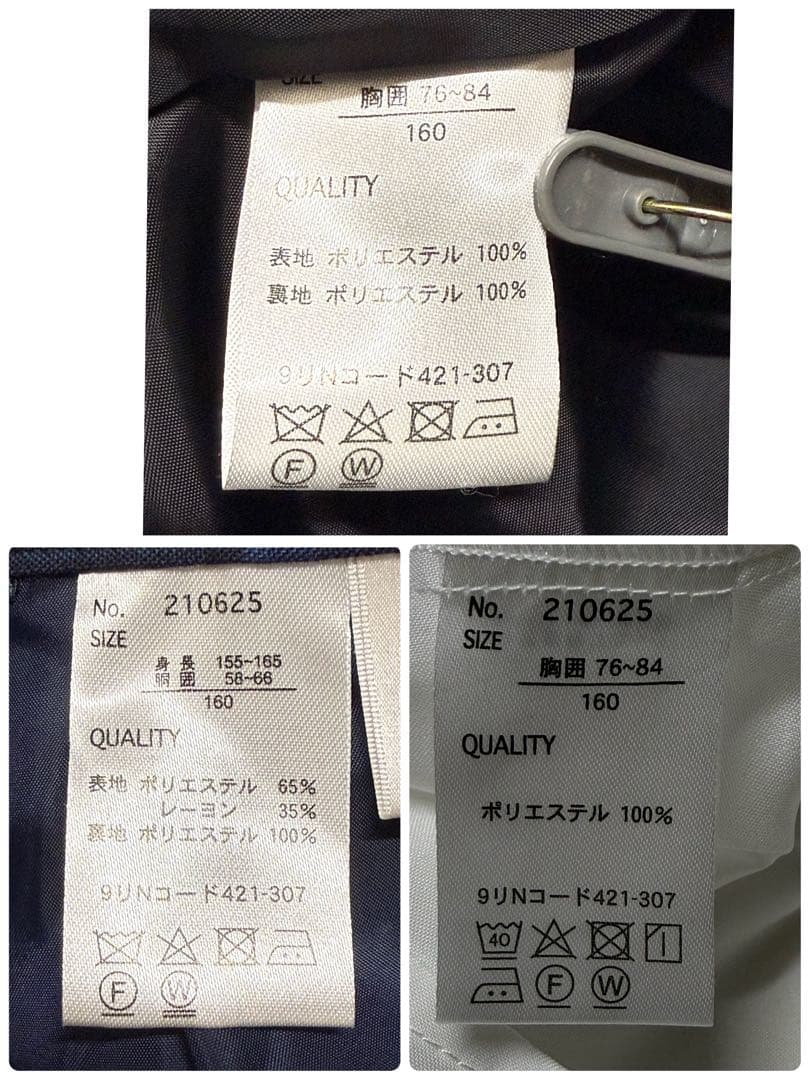 SIZE
胸囲 76~84
160
QUALITY
表地 ポリエステル 100%
裏地 ポリエステル 100%
9リNコード421-307
F W
No. 210625
SIZE
身長 155~165
胴囲 58~66
160
QUALITY
表地 ポリエステル 65%
レーヨン 35%
裏地 ポリエステル 100%
9リNコード421-307
F W
No. 210625
SIZE
胸囲 76~84
160
QUALITY
ポリエステル 100%
9リNコード421-307
40
F W